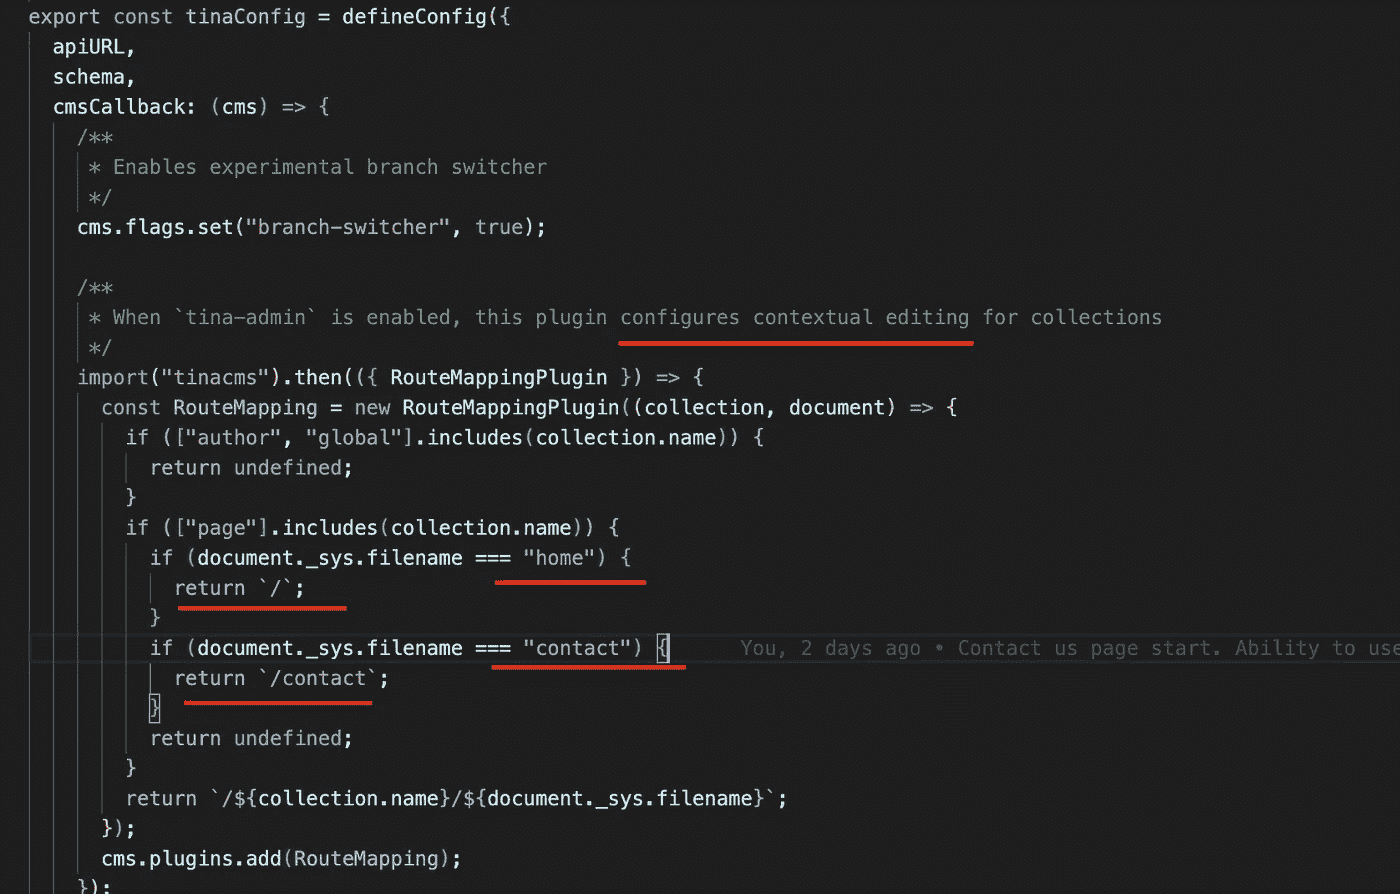 export const tinaConfig = defineConfig({
apiURL,
schema,
cmsCallback: (cms) => {
/**
* Enables experimental branch switcher
*/
cms.flags.set("branch-switcher", true);
/**
* When `tina-admin` is enabled, this plugin configures contextual editing for collections
*/
import("tinacms").then(({ RouteMappingPlugin }) => {
const RouteMapping = new RouteMappingPlugin((collection, document) => {
if (["author", "global"].includes(collection.name)) {
return undefined;
}
if (["page"].includes(collection.name)) {
if (document._sys.filename === "home") {
return `/`;
}
if (document._sys.filename === "contact") { You, 2 days ago • Contact us page start. Ability to use
return `/contact`;
}
return undefined;
}
return `/${collection.name}/${document._sys.filename}`;
});
cms.plugins.add(RouteMapping);
});